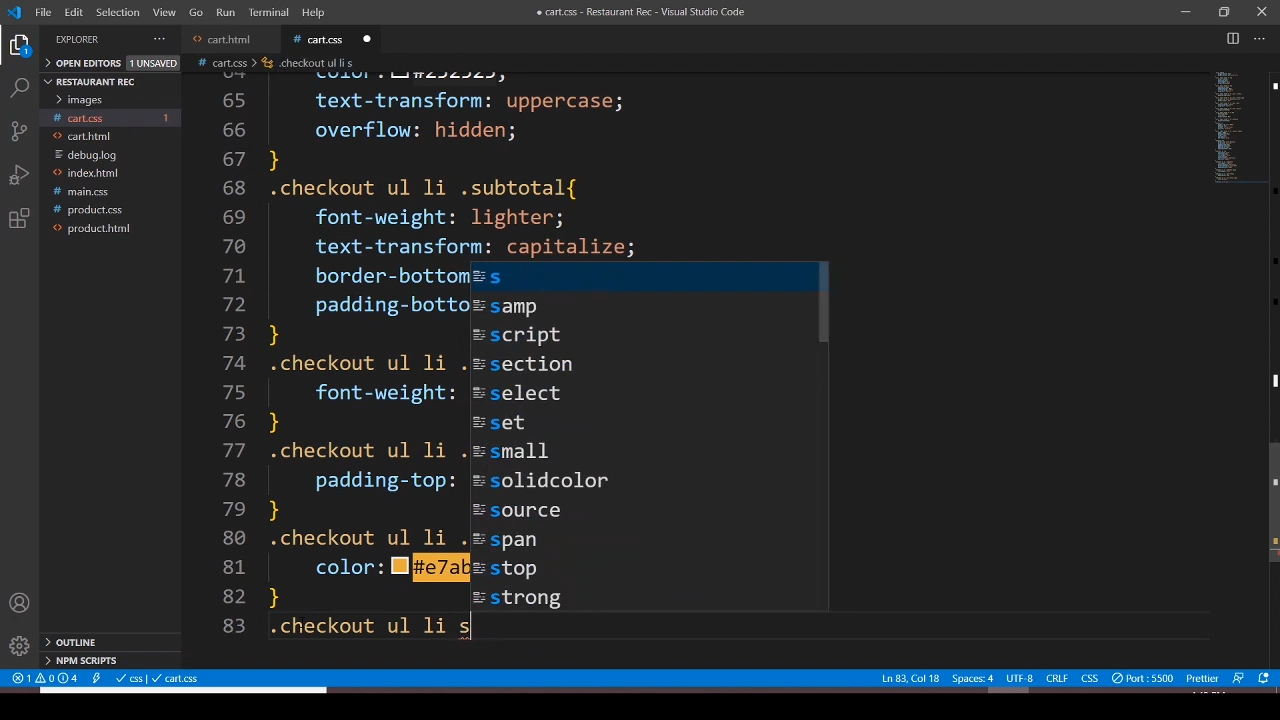 File Edit Selection View Go Run Terminal Help
● cart.css - Restaurant Rec - Visual Studio Code
EXPLORER
OPEN EDITORS 1 UNSAVED
RESTAURANT REC
images
cart.css 1
cart.html
debug.log
index.html
main.css
product.css
product.html
OUTLINE
NPM SCRIPTS
1
cart.html cart.css
cart.css > .checkout ul li s
64 color: #252525;
65 text-transform: uppercase;
66 overflow: hidden;
67 }
68 .checkout ul li .subtotal{
69 font-weight: lighter;
70 text-transform: capitalize;
71 border-bottom
72 padding-botto
73 }
74 .checkout ul li .
75 font-weight:
76 }
77 .checkout ul li .
78 padding-top:
79 }
80 .checkout ul li .
81 color: #e7ab
82 }
83 .checkout ul li s
s
samp
script
section
select
set
small
solidcolor
source
span
stop
strong
1 0 4 css | cart.css Ln 83, Col 18 Spaces: 4 UTF-8 CRLF CSS Port : 5500 Prettier